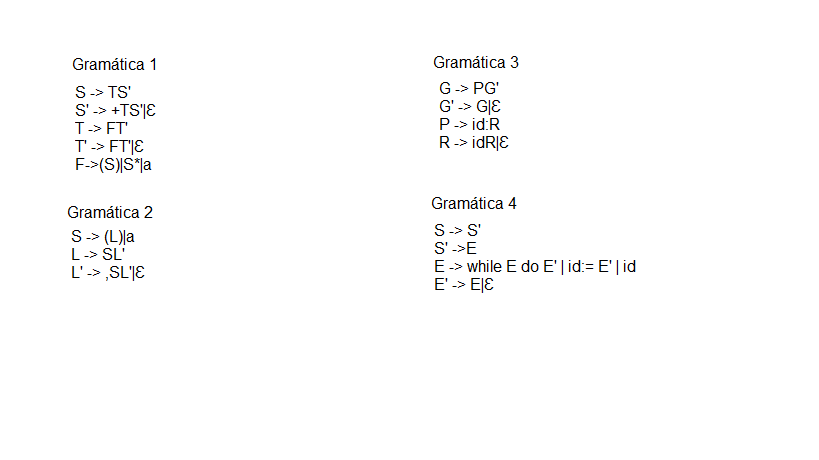 Gramática 1
S -> TS'
S' -> +TS'|Ɛ
T -> FT'
T' -> FT'|Ɛ
F->(S)|S*|a
Gramática 2
S -> (L)|a
L -> SL'
L' -> ,SL'|Ɛ
Gramática 3
G -> PG'
G' -> G|Ɛ
P -> id:R
R -> idR|Ɛ
Gramática 4
S -> S'
S' ->E
E -> while E do E' | id:= E' | id
E' -> E|Ɛ